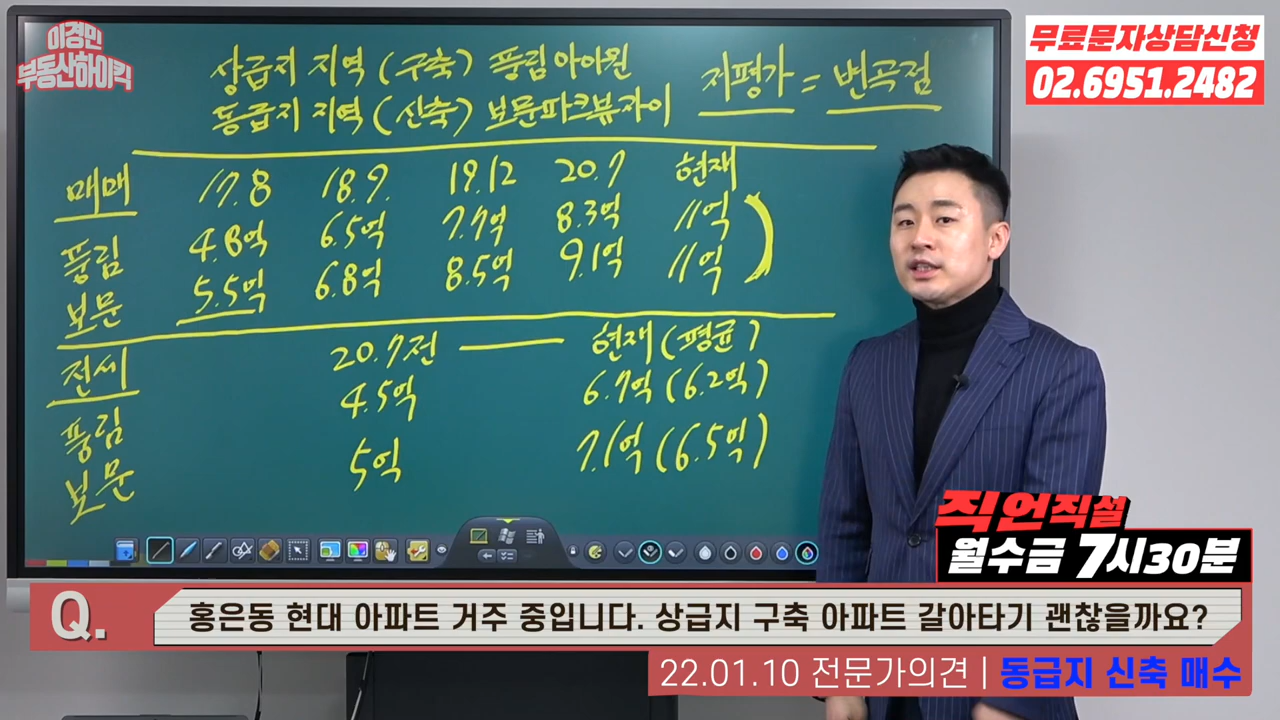 이경민
부동산하이킥
무료문자상담신청
02.6951.2482
상급지 지역 (구축) 풍림아이원
동급지 지역 (신축) 보문파크뷰자이
저평가 = 변곡점
매매 17.8 18.9. 19.12 20.7 현재
풍림 4.8억 6.5억 7.7억 8.3억 11억
보문 5.5억 6.8억 8.5억 9.1억 11억
전세 20.7전 현재 (평균)
풍림 4.5억 6.7억 (6.2억)
보문 5억 7.1억 (6.5억)
직언직설
월수금 7시30분
Q. 홍은동 현대 아파트 거주 중입니다. 상급지 구축 아파트 갈아타기 괜찮을까요?
22.01.10 전문가의견 | 동급지 신축 매수